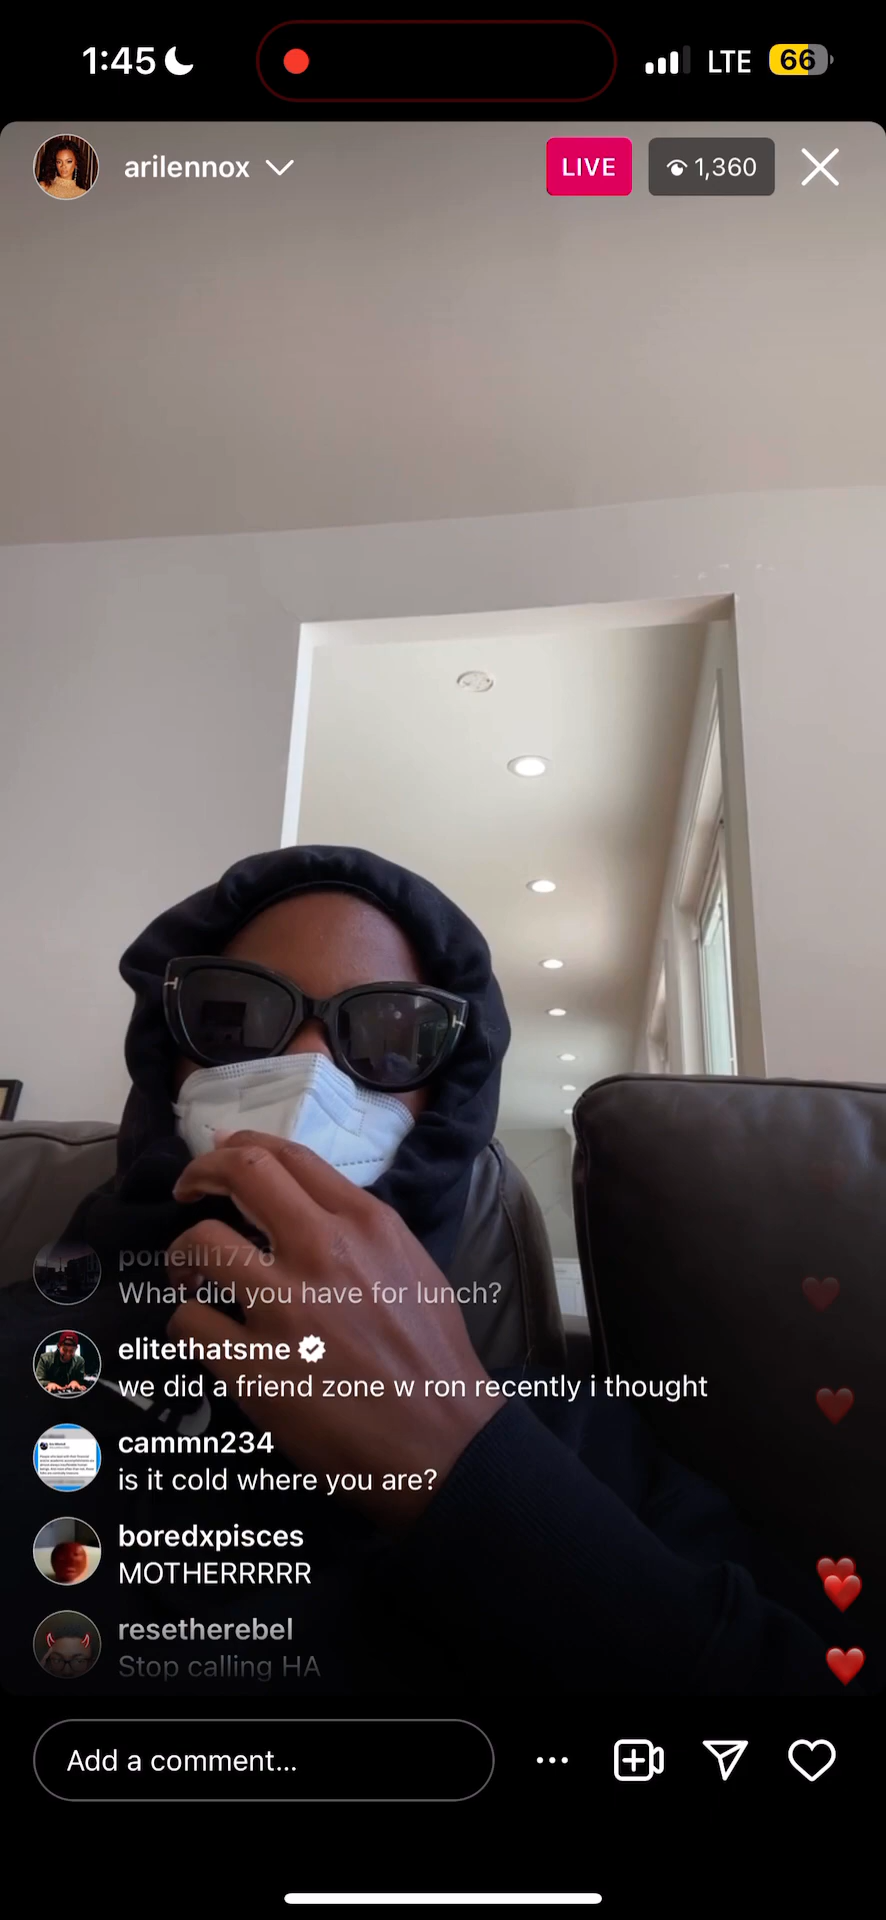 1:45
LTE
66
arilennox
LIVE
1,360
poneill1776
What did you have for lunch?
elitethatsme
we did a friend zone w ron recently i thought
cammn234
is it cold where you are?
boredxpisces
MOTHERRRRR
resetherebel
Stop calling HA
Add a comment...